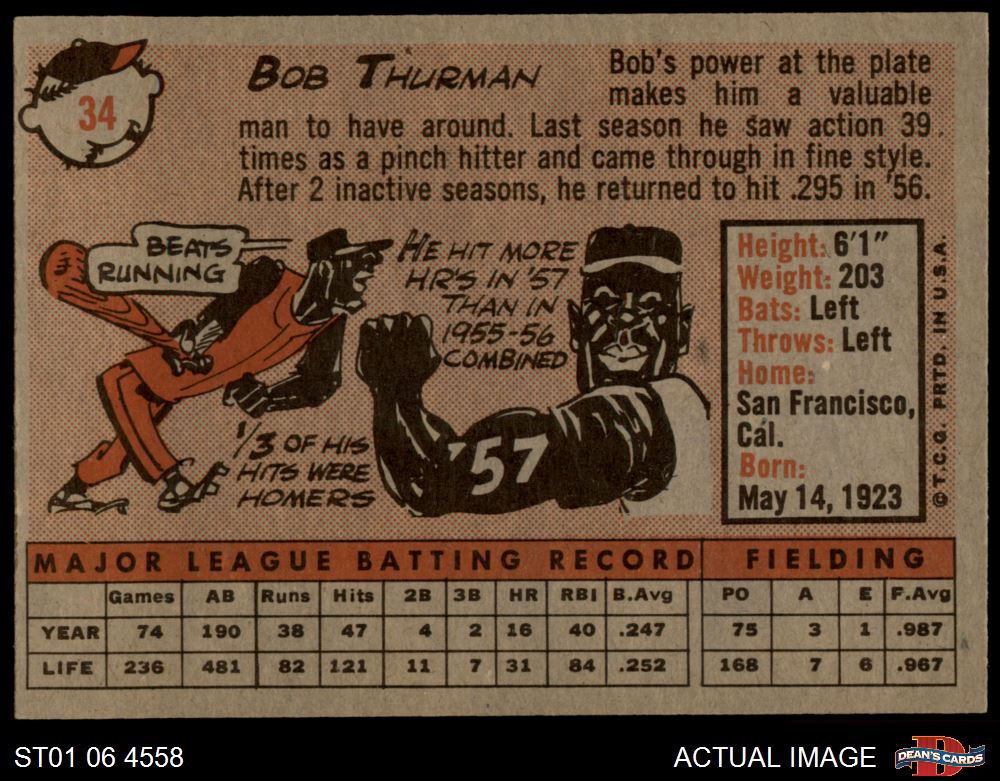 34
BOB THURMAN
Bob's power at the plate
makes him a valuable
man to have around. Last season he saw action 39
times as a pinch hitter and came through in fine style.
After 2 inactive seasons, he returned to hit .295 in '56.
BEATS
RUNNING
HE HIT MORE
HR'S IN '57
THAN IN
1955-56
COMBINED
1/3 OF HIS
HITS WERE
HOMERS
'57
Height: 6'1"
Weight: 203
Bats: Left
Throws: Left
Home:
San Francisco,
Cal.
Born:
May 14, 1923
©T.C.G. PRTD. IN U.S.A.
MAJOR LEAGUE BATTING RECORD FIELDING
Games AB Runs Hits 2B 3B HR RBI B.Avg PO A E F.Avg
YEAR 74 190 38 47 4 2 16 40 .247 75 3 1 .987
LIFE 236 481 82 121 11 7 31 84 .252 168 7 6 .967
ST01 06 4558
ACTUAL IMAGE
D
DEAN'S CARDS